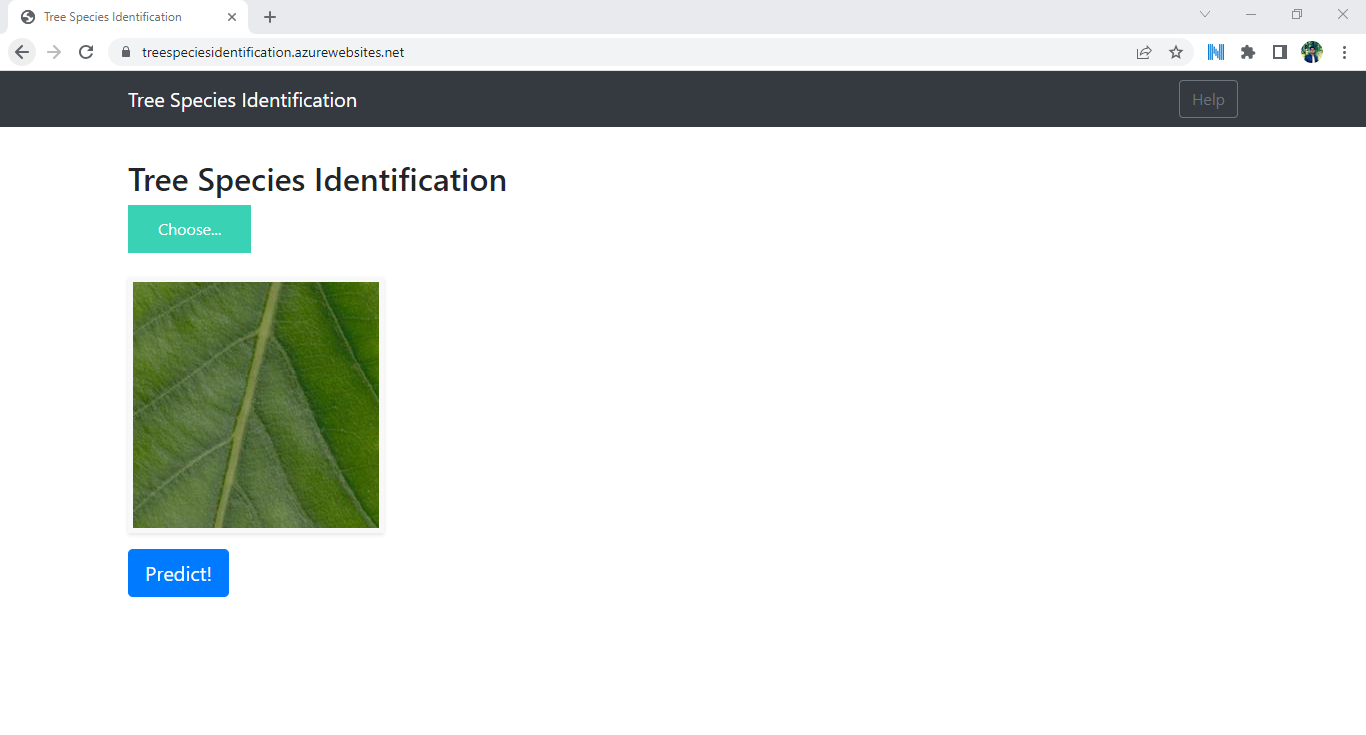 Tree Species Identification
treespeciesidentification.azurewebsites.net
Tree Species Identification
Help
Tree Species Identification
Choose...
Predict!